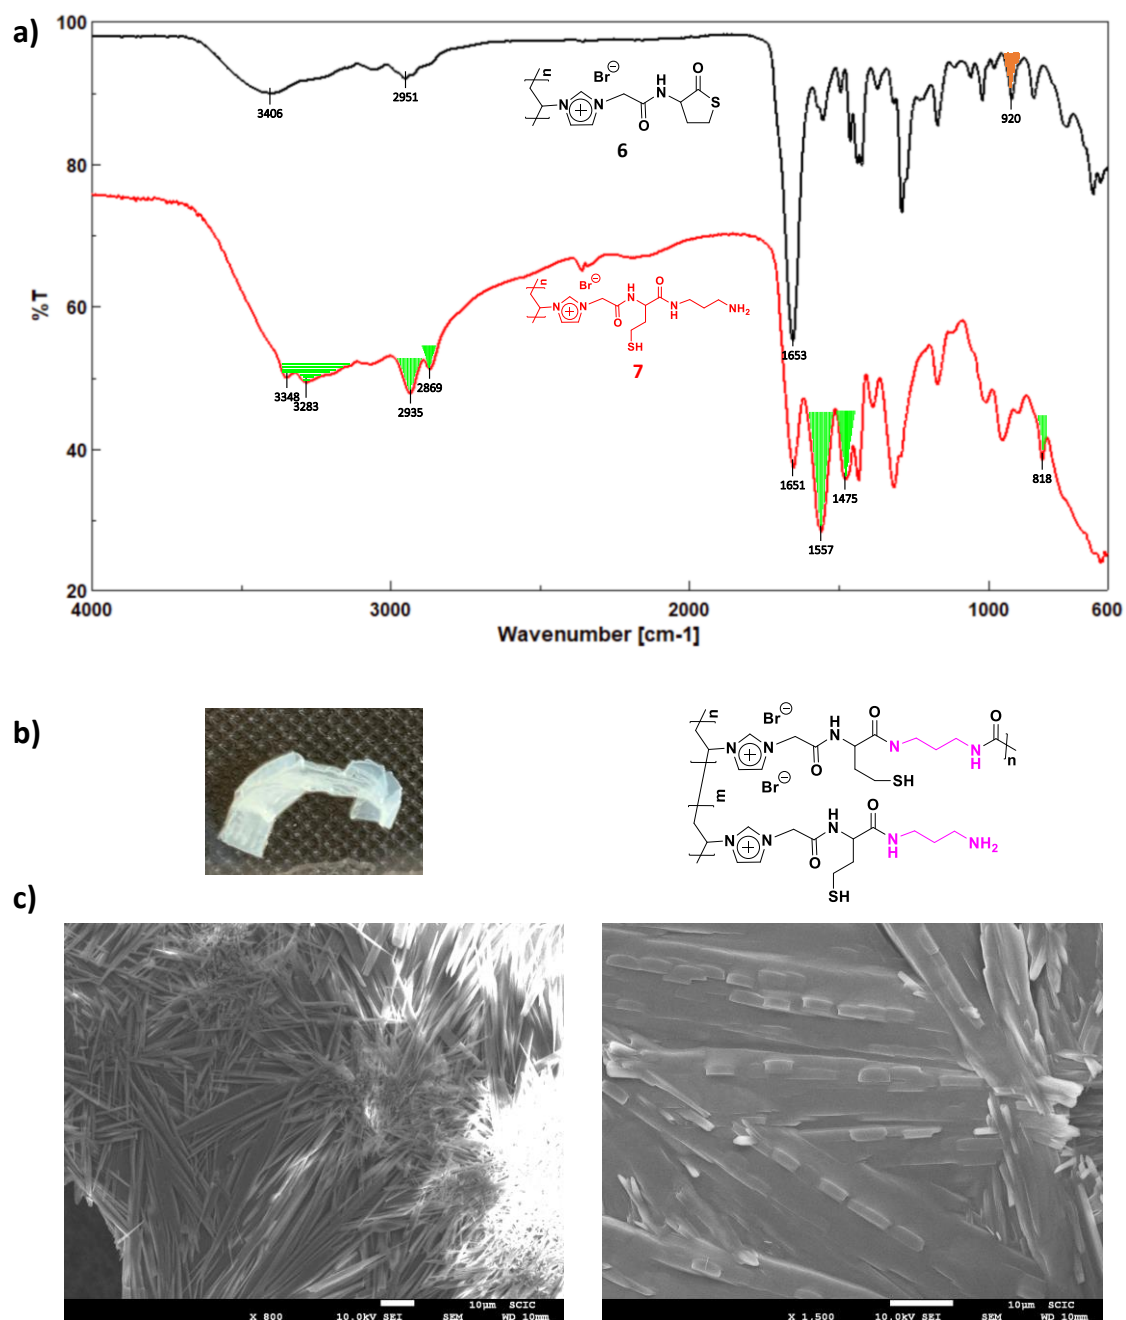 a)
100
80
60
40
20
%T
4000
3000
2000
1000
600
Wavenumber [cm-1]
3406
2951
1653
920
n
Br⊖
N
+
N
O
H
N
O
S
6
3348
3283
2935
2869
1651
1557
1475
818
n
Br⊖
N
+
N
O
H
N
O
N
H
NH2
SH
7
b)
n
Br⊖
N
+
N
O
H
N
O
N
N
H
O
n
SH
Br⊖
m
N
+
N
O
H
N
O
N
H
NH2
SH
c)
10µm SCIC
X 800 10.0kV SEI SEM WD 10mm
10µm SCIC
X 1,500 10.0kV SEI SEM WD 10mm